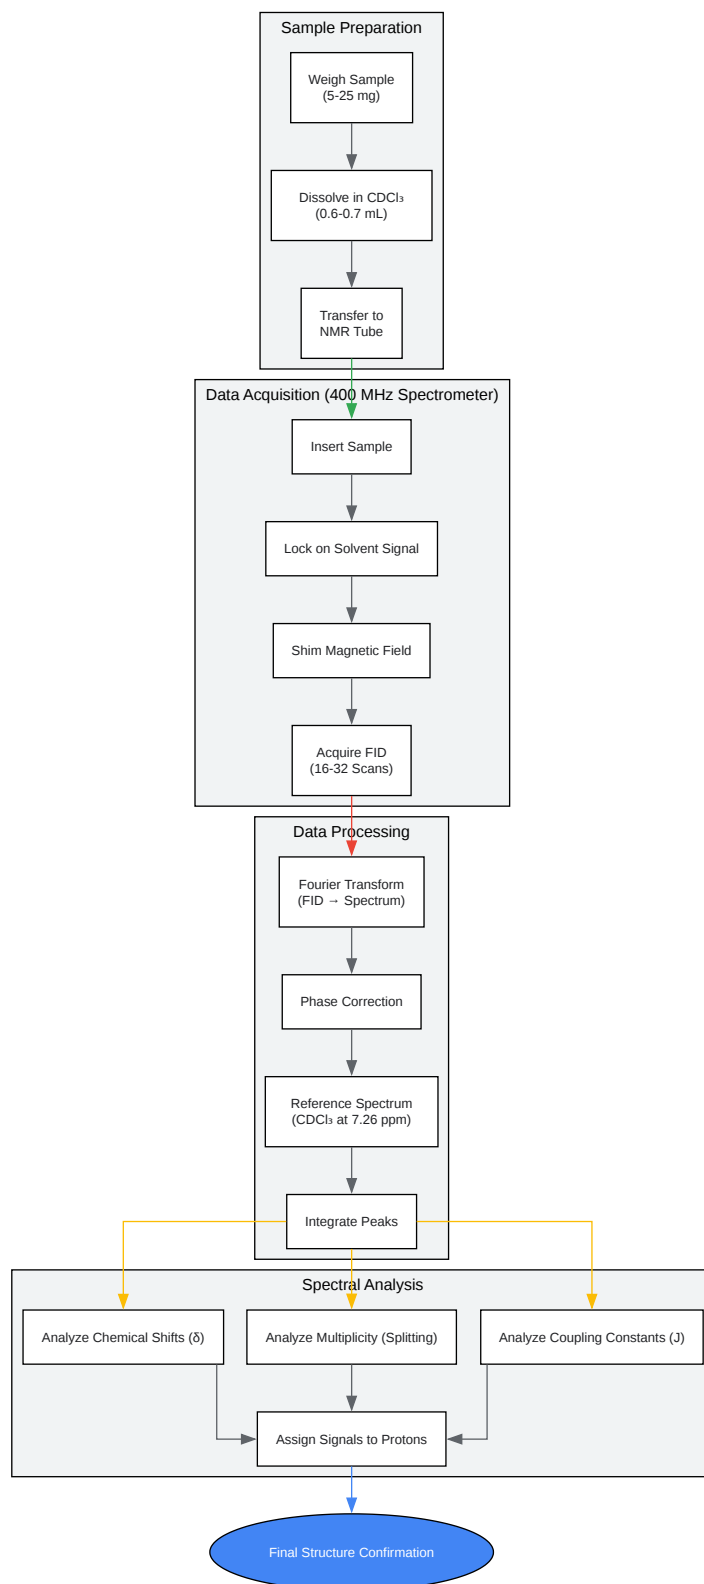 Sample Preparation
Weigh Sample
(5-25 mg)
Dissolve in CDCl₃
(0.6-0.7 mL)
Transfer to
NMR Tube
Data Acquisition (400 MHz Spectrometer)
Insert Sample
Lock on Solvent Signal
Shim Magnetic Field
Acquire FID
(16-32 Scans)
Data Processing
Fourier Transform
(FID → Spectrum)
Phase Correction
Reference Spectrum
(CDCl₃ at 7.26 ppm)
Integrate Peaks
Spectral Analysis
Analyze Chemical Shifts (δ)
Analyze Multiplicity (Splitting)
Analyze Coupling Constants (J)
Assign Signals to Protons
Final Structure Confirmation